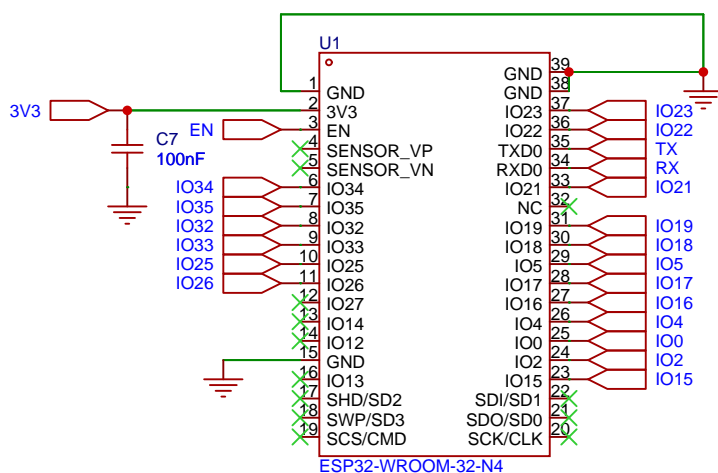 U1
39
GND
38
1
GND
GND
37
IO23
IO23
3V3
2
3V3
36
IO22
IO22
EN
3
EN
35
TXD0
TX
C7
4
SENSOR_VP
34
RXD0
RX
100nF
5
SENSOR_VN
33
IO21
IO21
IO34
6
IO34
32
NC
IO35
7
IO35
31
IO19
IO19
IO32
8
IO32
30
IO18
IO18
IO33
9
IO33
29
IO5
IO5
IO25
10
IO25
28
IO17
IO17
IO26
11
IO26
27
IO16
IO16
12
IO27
26
IO4
IO4
13
IO14
25
IO0
IO0
14
IO12
24
IO2
IO2
15
GND
23
IO15
IO15
16
IO13
22
SDI/SD1
17
SHD/SD2
21
SDO/SD0
18
SWP/SD3
20
SCK/CLK
19
SCS/CMD
ESP32-WROOM-32-N4